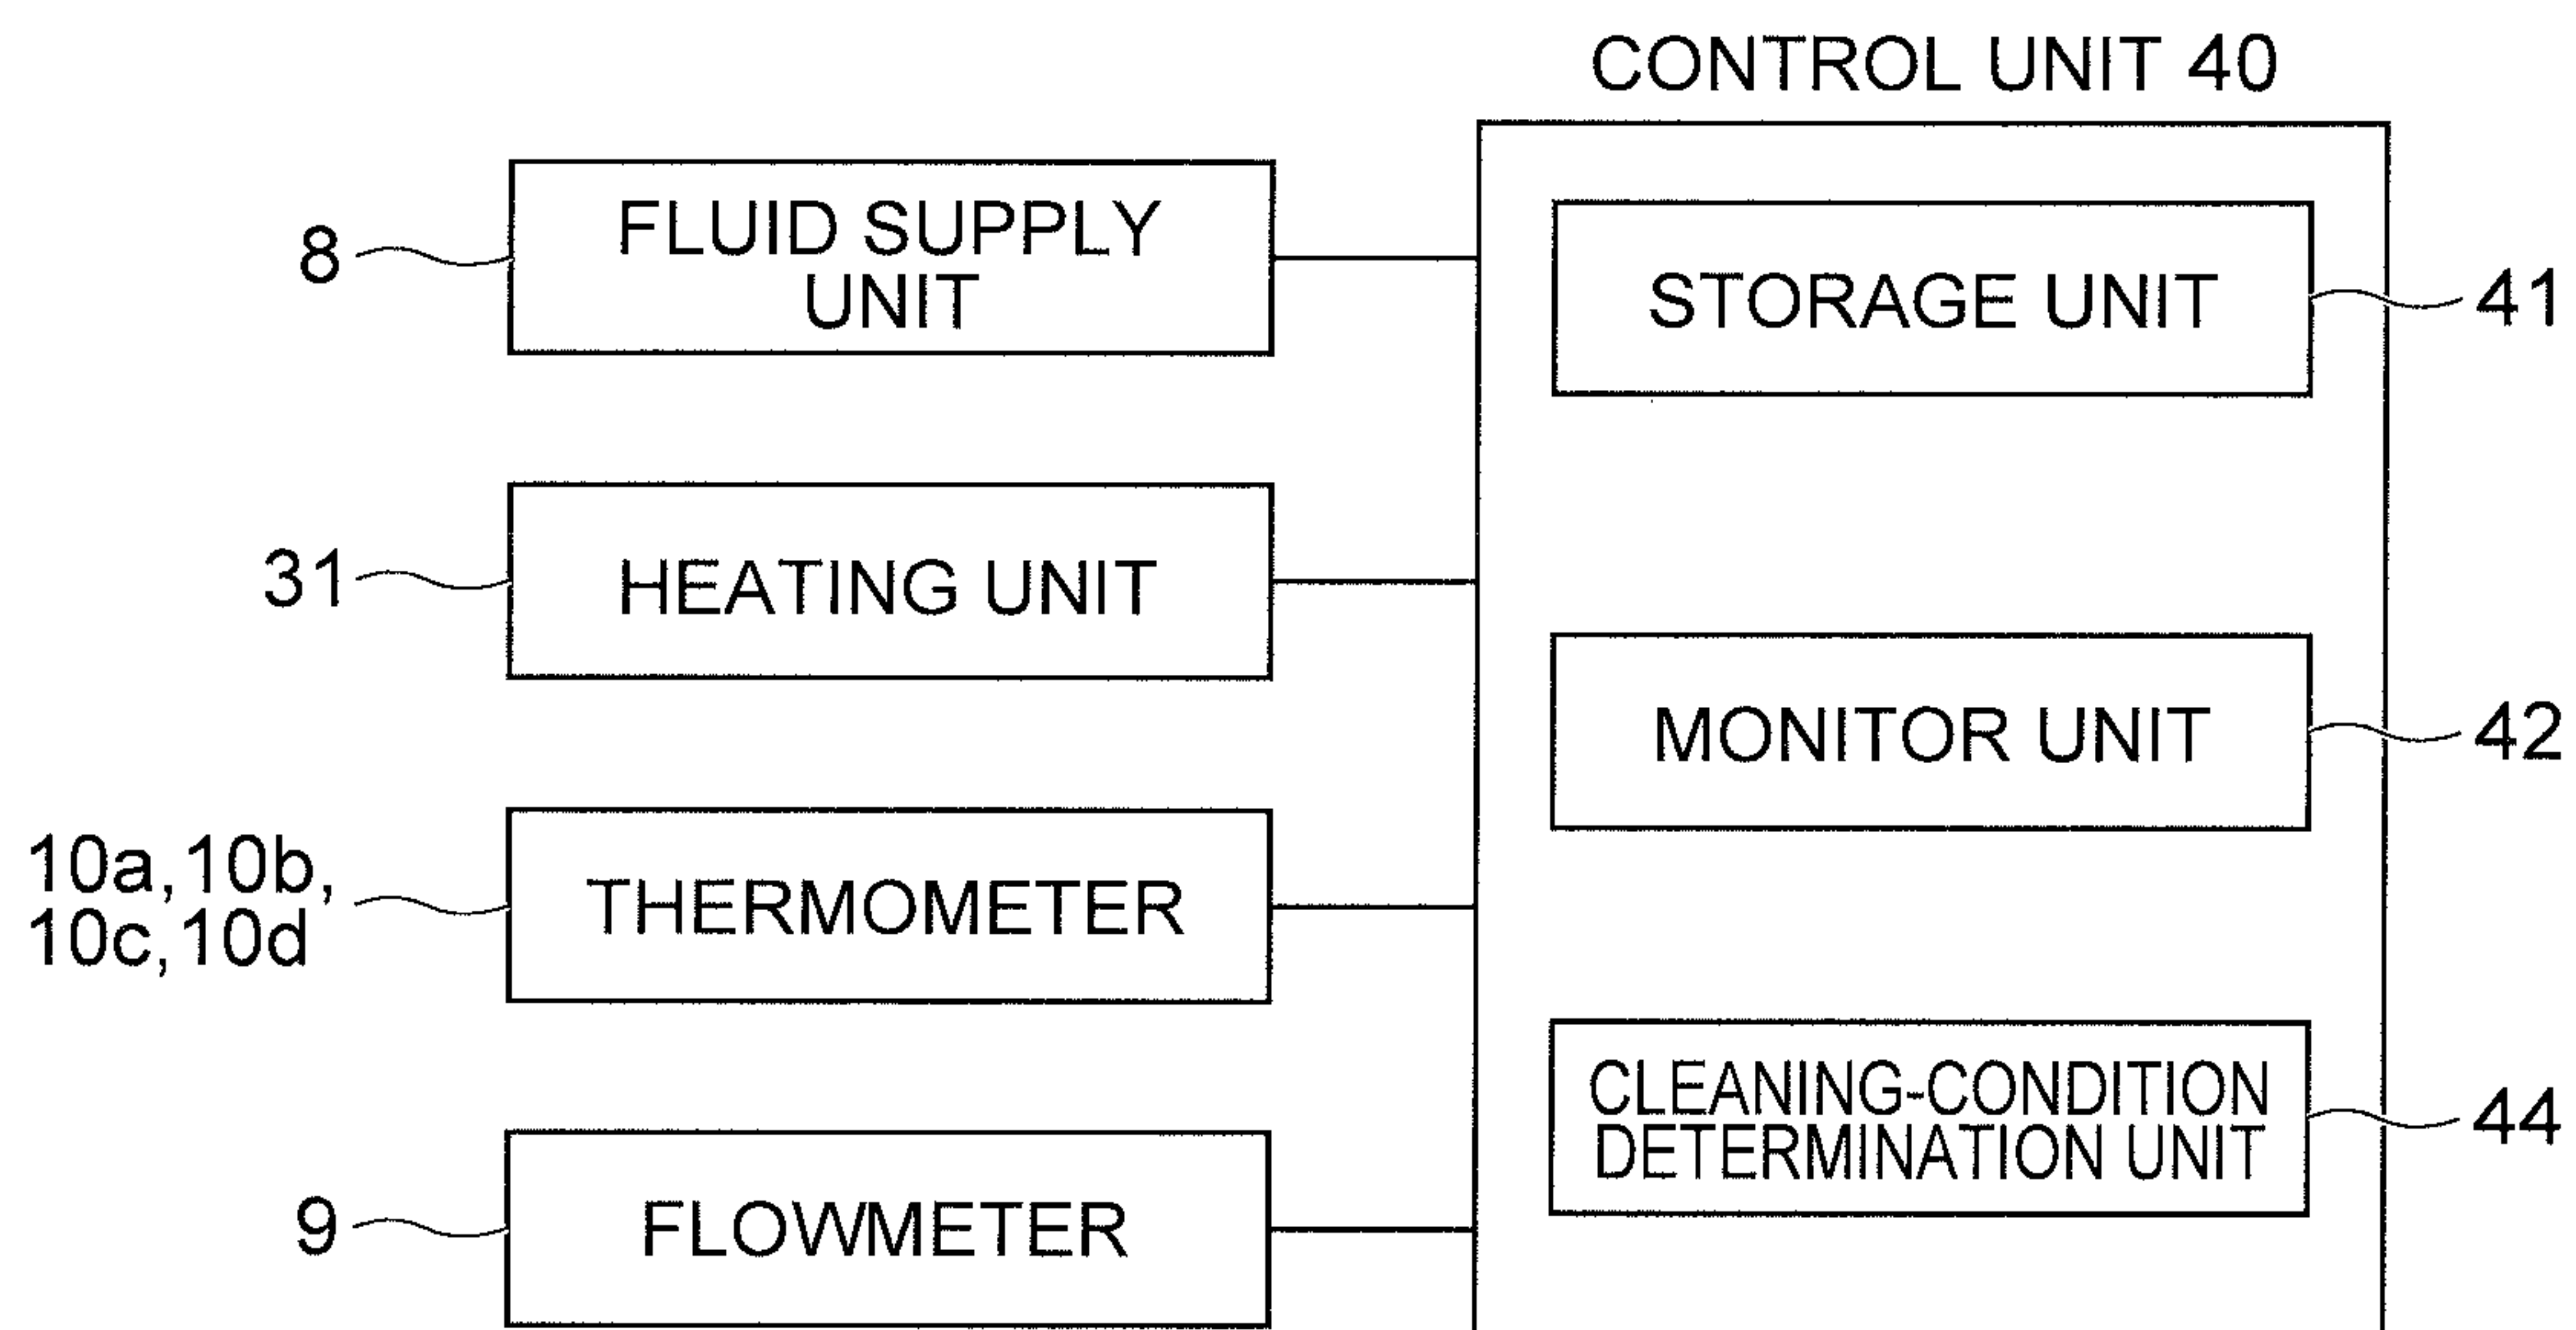 CONTROL UNIT 40
8
FLUID SUPPLY
UNIT
STORAGE UNIT
41
31
HEATING UNIT
MONITOR UNIT
42
10a,10b,
10c,10d
THERMOMETER
CLEANING-CONDITION
DETERMINATION UNIT
44
9
FLOWMETER